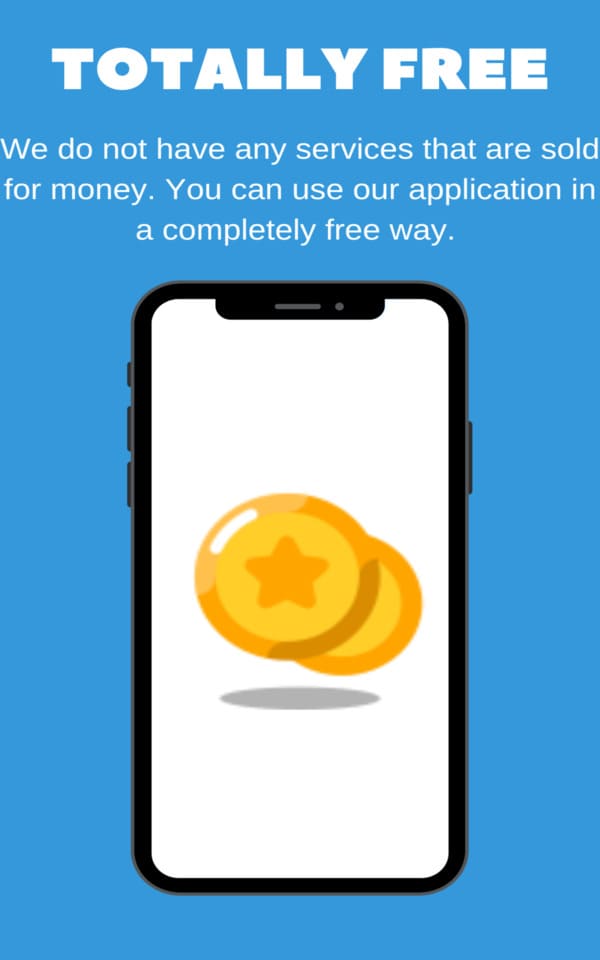 TOTALLY FREE
We do not have any services that are sold
for money. You can use our application in
a completely free way.